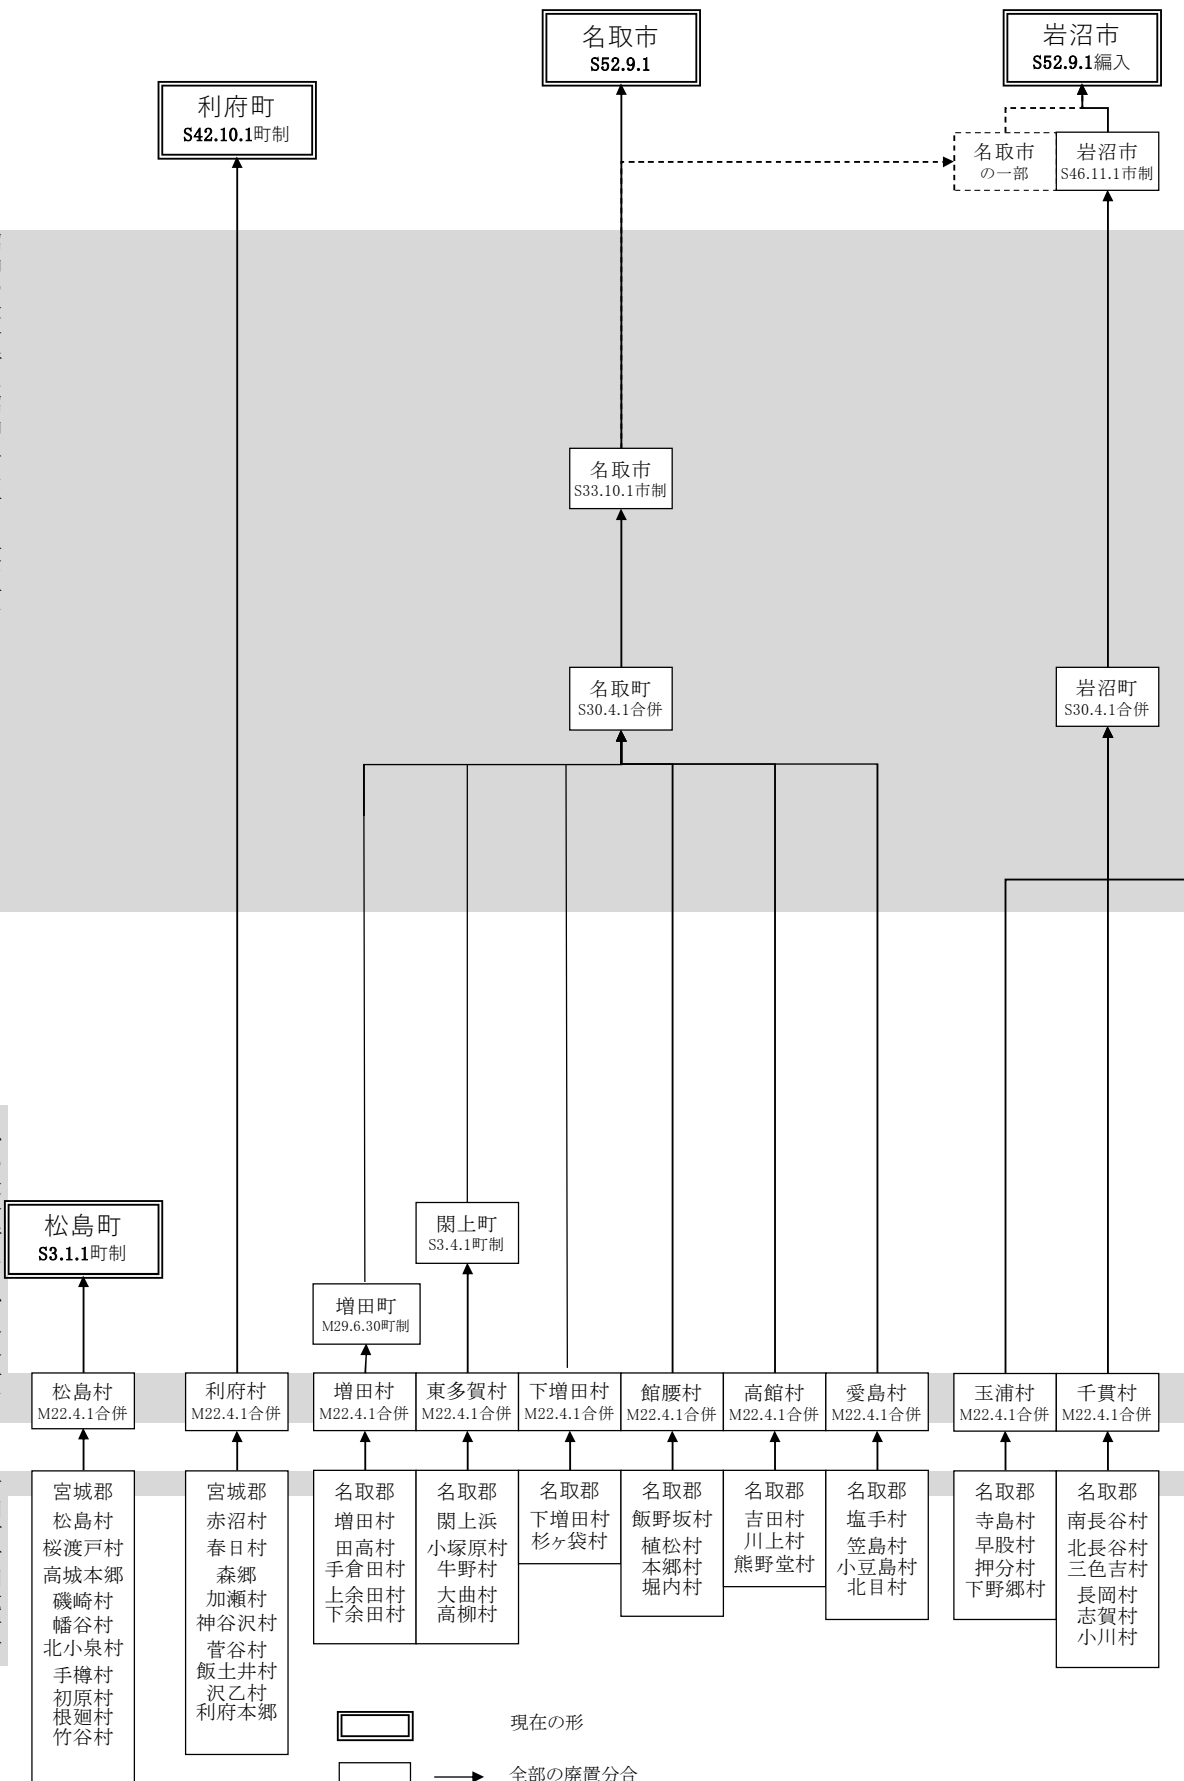 名取市
S52.9.1
岩沼市
S52.9.1編入
利府町
S42.10.1町制
名取市
の一部
岩沼市
S46.11.1市制
名取市
S33.10.1市制
名取町
S30.4.1合併
岩沼町
S30.4.1合併
松島町
S3.1.1町制
閖上町
S3.4.1町制
増田町
M29.6.30町制
松島村
M22.4.1合併
利府村
M22.4.1合併
増田村
M22.4.1合併
東多賀村
M22.4.1合併
下増田村
M22.4.1合併
館腰村
M22.4.1合併
高館村
M22.4.1合併
愛島村
M22.4.1合併
玉浦村
M22.4.1合併
千貫村
M22.4.1合併
宮城郡
松島村
桜渡戸村
高城本郷
磯崎村
幡谷村
北小泉村
手樽村
初原村
根廻村
竹谷村
宮城郡
赤沼村
春日村
森郷
加瀬村
神谷沢村
菅谷村
飯土井村
沢乙村
利府本郷
名取郡
増田村
田高村
手倉田村
上余田村
下余田村
名取郡
閖上浜
小塚原村
牛野村
大曲村
高柳村
名取郡
下増田村
杉ヶ袋村
名取郡
飯野坂村
植松村
本郷村
堀内村
名取郡
吉田村
川上村
熊野堂村
名取郡
塩手村
笠島村
小豆島村
北目村
名取郡
寺島村
早股村
押分村
下野郷村
名取郡
南長谷村
北長谷村
三色吉村
長岡村
志賀村
小川村
現在の形
全部の廃置分合